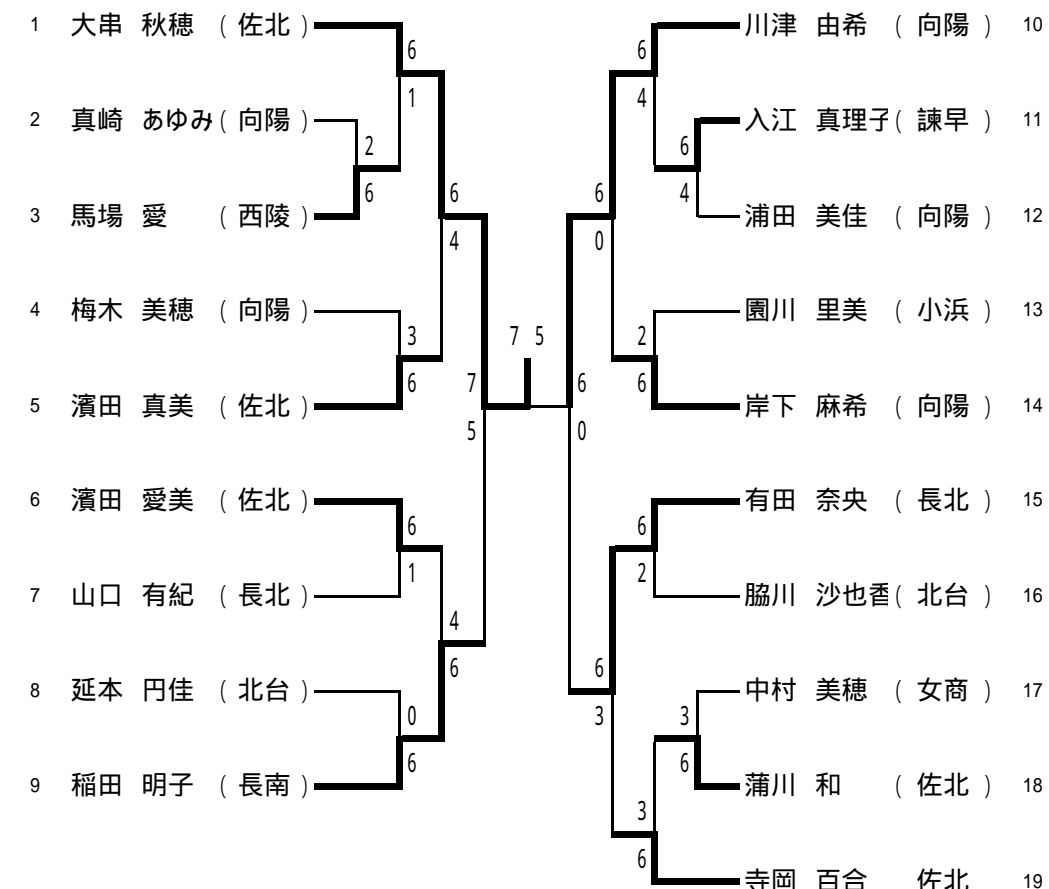 1 大串 秋穂 ( 佐北 )
6
1
2 真崎 あゆみ ( 向陽 )
2
6
3 馬場 愛 ( 西陵 )
6
4
4 梅木 美穂 ( 向陽 )
3
6
5 濱田 真美 ( 佐北 )
7
5
6 濱田 愛美 ( 佐北 )
6
1
7 山口 有紀 ( 長北 )
4
6
8 延本 円佳 ( 北台 )
0
6
9 稲田 明子 ( 長南 )
7 5
川津 由希 ( 向陽 ) 10
6
4
入江 真理子 ( 諫早 ) 11
6
4
浦田 美佳 ( 向陽 ) 12
6
0
園川 里美 ( 小浜 ) 13
2
6
岸下 麻希 ( 向陽 ) 14
6
0
有田 奈央 ( 長北 ) 15
6
2
脇川 沙也香 ( 北台 ) 16
6
3
中村 美穂 ( 女商 ) 17
3
6
蒲川 和 ( 佐北 ) 18
3
6
寺岡 百合 佐北 19